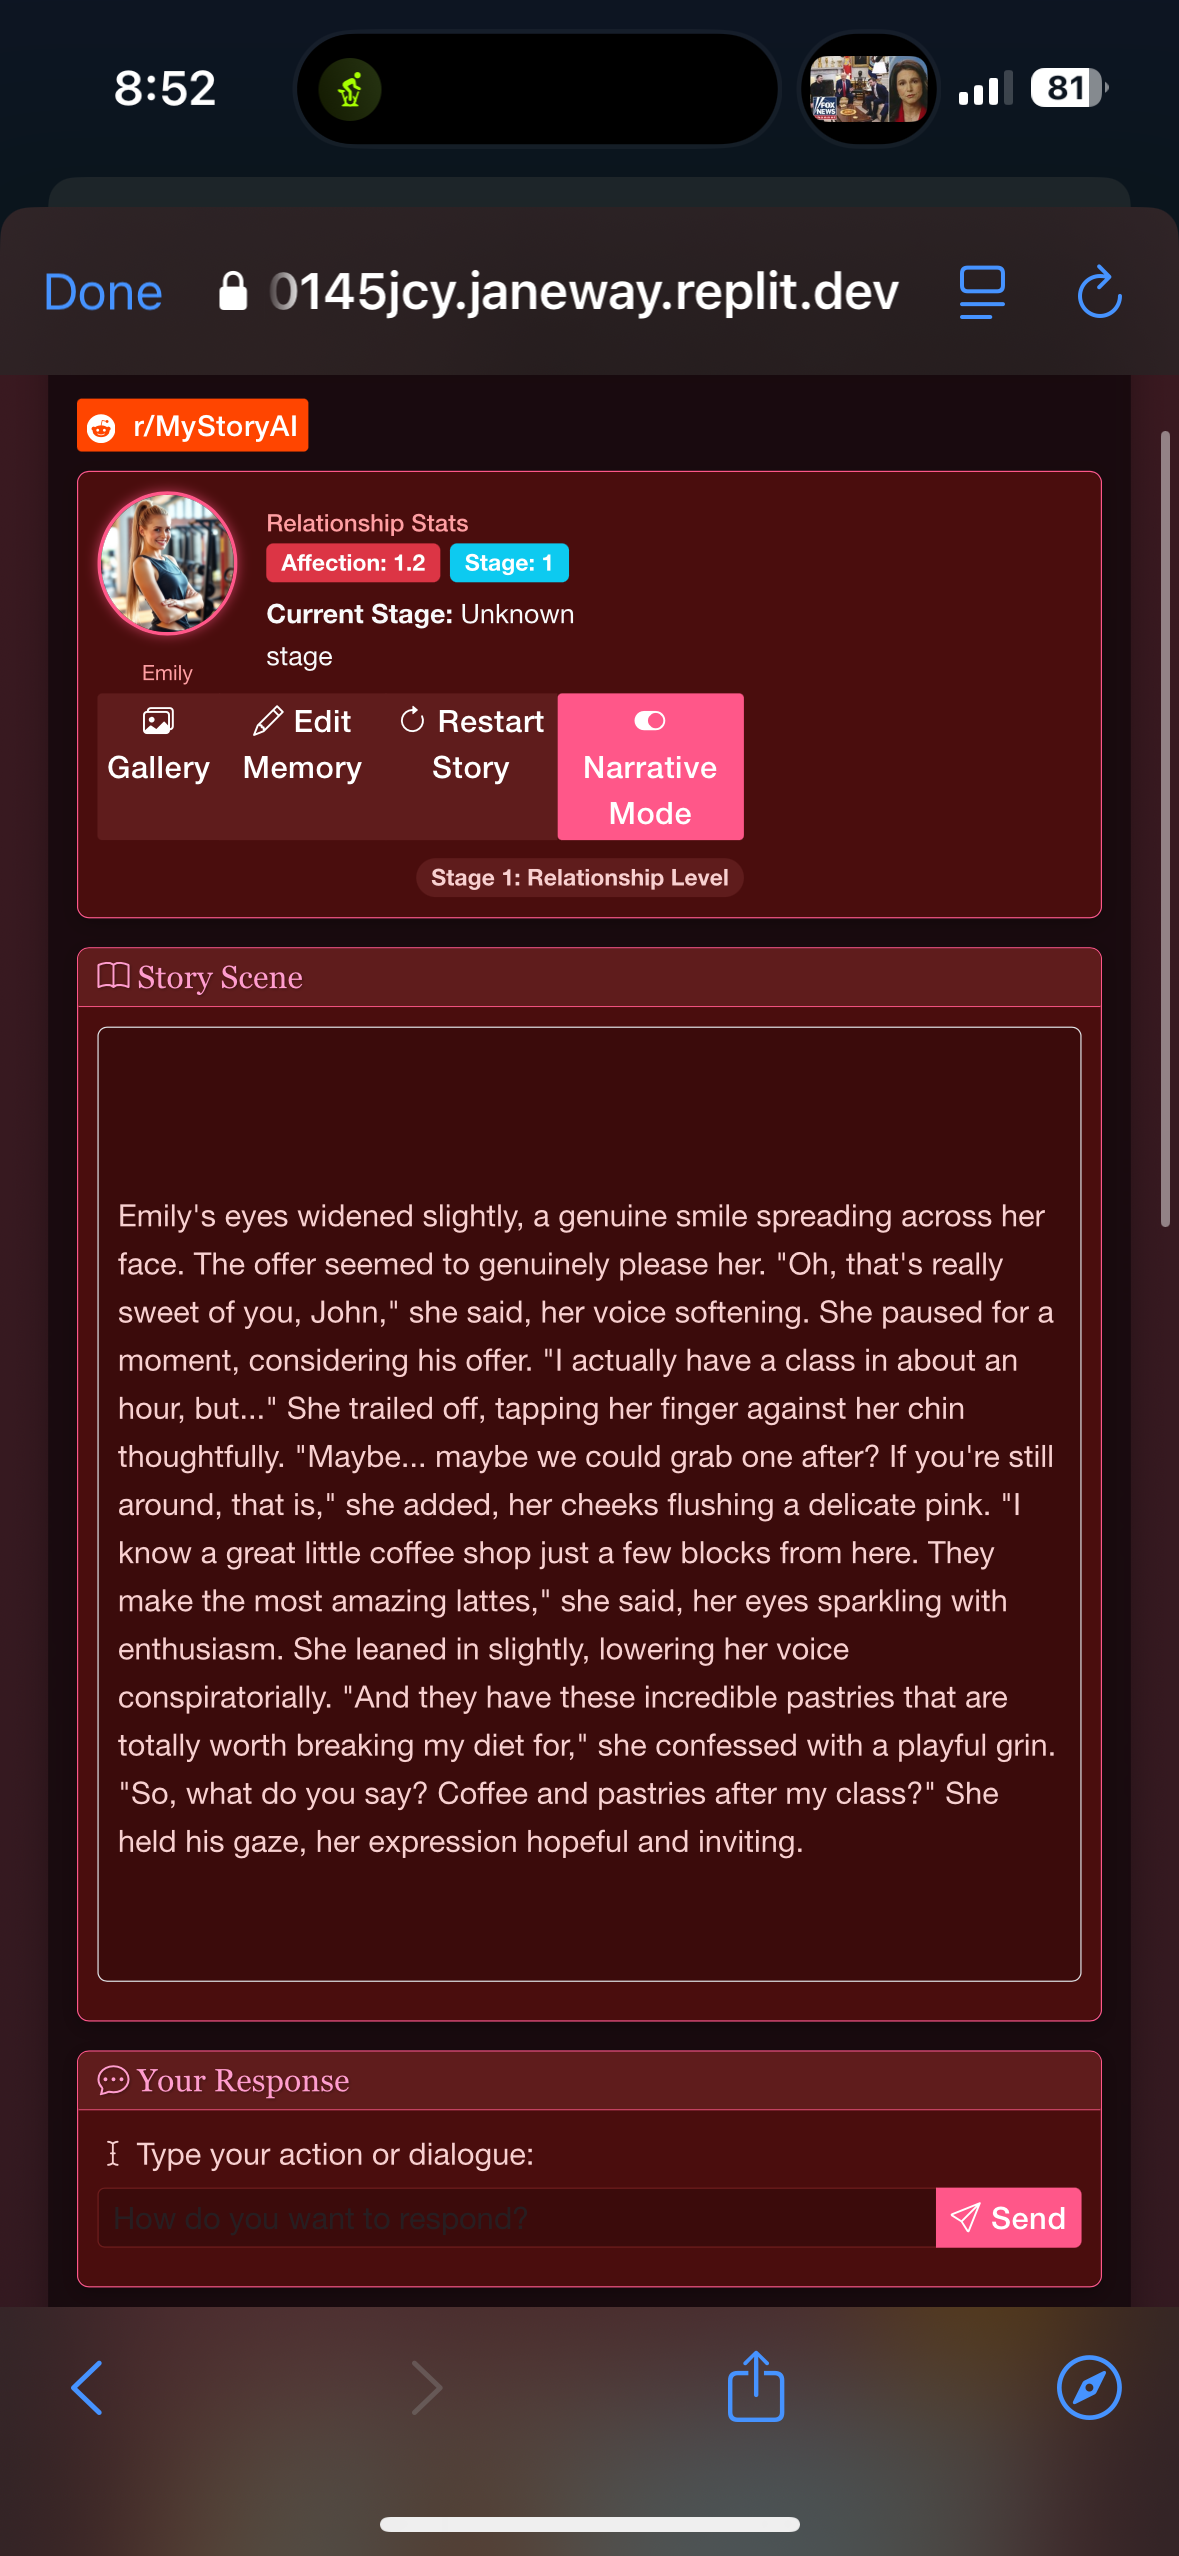 8:52
FOX
NEWS
81
Done
0145jcy.janeway.replit.dev
r/MyStoryAI
Relationship Stats
Affection: 1.2
Stage: 1
Current Stage: Unknown
stage
Emily
Gallery
Edit
Memory
Restart
Story
Narrative
Mode
Stage 1: Relationship Level
Story Scene
Emily's eyes widened slightly, a genuine smile spreading across her
face. The offer seemed to genuinely please her. "Oh, that's really
sweet of you, John," she said, her voice softening. She paused for a
moment, considering his offer. "I actually have a class in about an
hour, but..." She trailed off, tapping her finger against her chin
thoughtfully. "Maybe... maybe we could grab one after? If you're still
around, that is," she added, her cheeks flushing a delicate pink. "I
know a great little coffee shop just a few blocks from here. They
make the most amazing lattes," she said, her eyes sparkling with
enthusiasm. She leaned in slightly, lowering her voice
conspiratorially. "And they have these incredible pastries that are
totally worth breaking my diet for," she confessed with a playful grin.
"So, what do you say? Coffee and pastries after my class?" She
held his gaze, her expression hopeful and inviting.
Your Response
Type your action or dialogue:
How do you want to respond?
Send